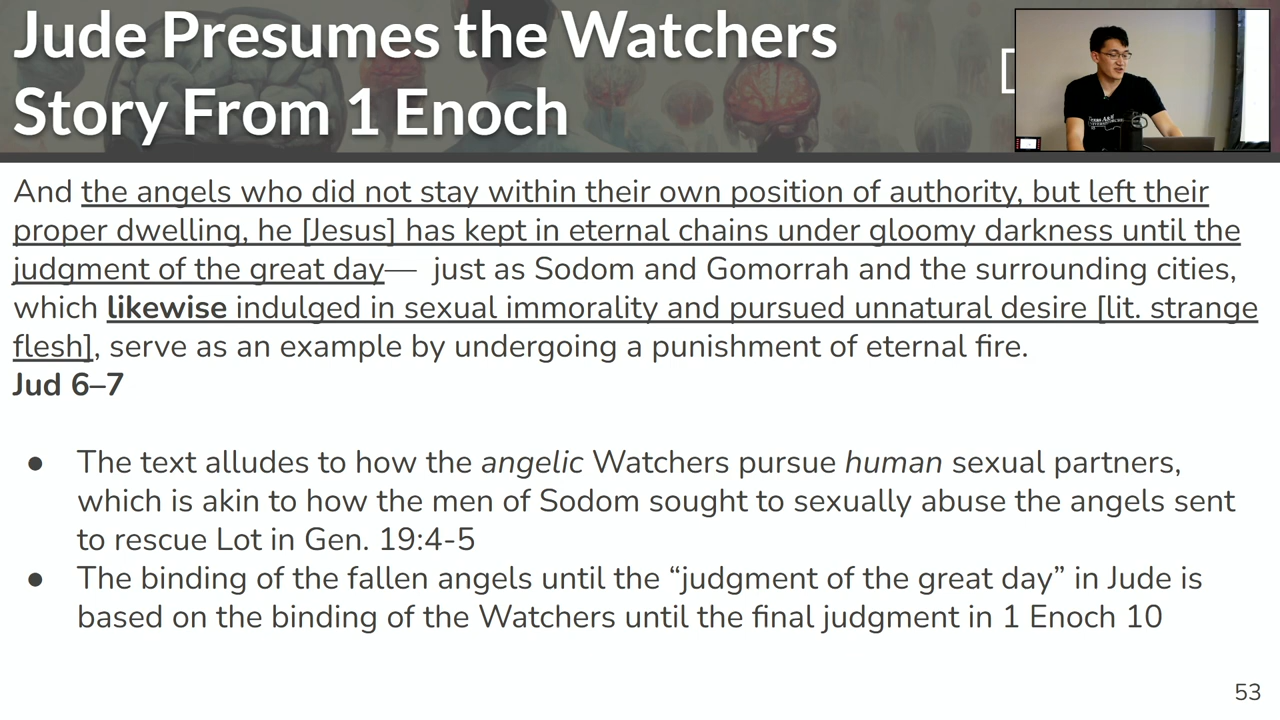 Jude Presumes the Watchers
Story From 1 Enoch
And the angels who did not stay within their own position of authority, but left their
proper dwelling, he [Jesus] has kept in eternal chains under gloomy darkness until the
judgment of the great day— just as Sodom and Gomorrah and the surrounding cities,
which likewise indulged in sexual immorality and pursued unnatural desire [lit. strange
flesh], serve as an example by undergoing a punishment of eternal fire.
Jud 6–7
● The text alludes to how the angelic Watchers pursue human sexual partners,
which is akin to how the men of Sodom sought to sexually abuse the angels sent
to rescue Lot in Gen. 19:4-5
● The binding of the fallen angels until the “judgment of the great day” in Jude is
based on the binding of the Watchers until the final judgment in 1 Enoch 10
53